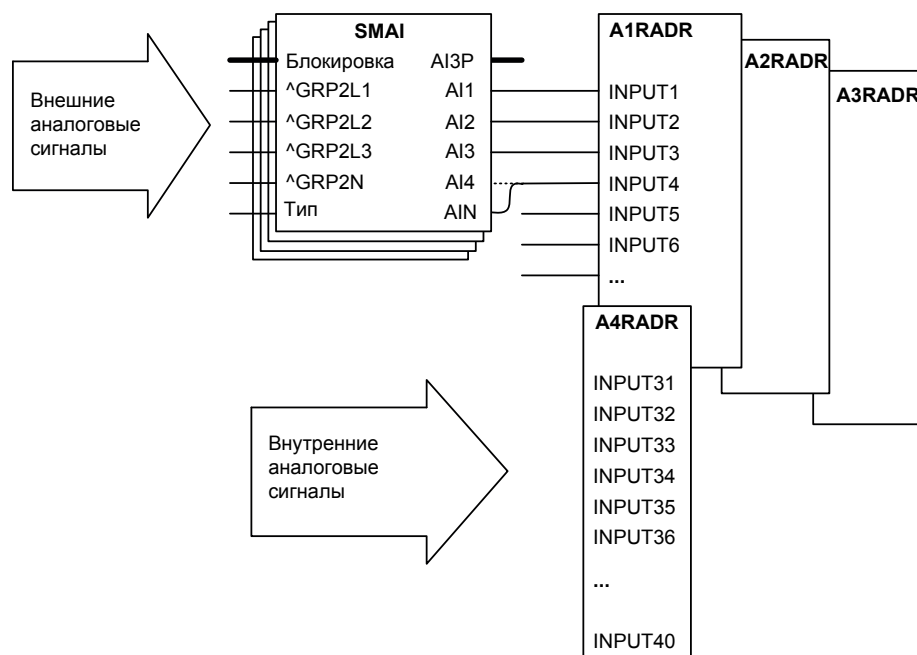 Внешние
аналоговые
сигналы
SMAI
Блокировка AI3P
^GRP2L1 AI1
^GRP2L2 AI2
^GRP2L3 AI3
^GRP2N AI4
Тип AIN
A1RADR
INPUT1
INPUT2
INPUT3
INPUT4
INPUT5
INPUT6
...
A2RADR
A3RADR
Внутренние
аналоговые
сигналы
A4RADR
INPUT31
INPUT32
INPUT33
INPUT34
INPUT35
INPUT36
...
INPUT40